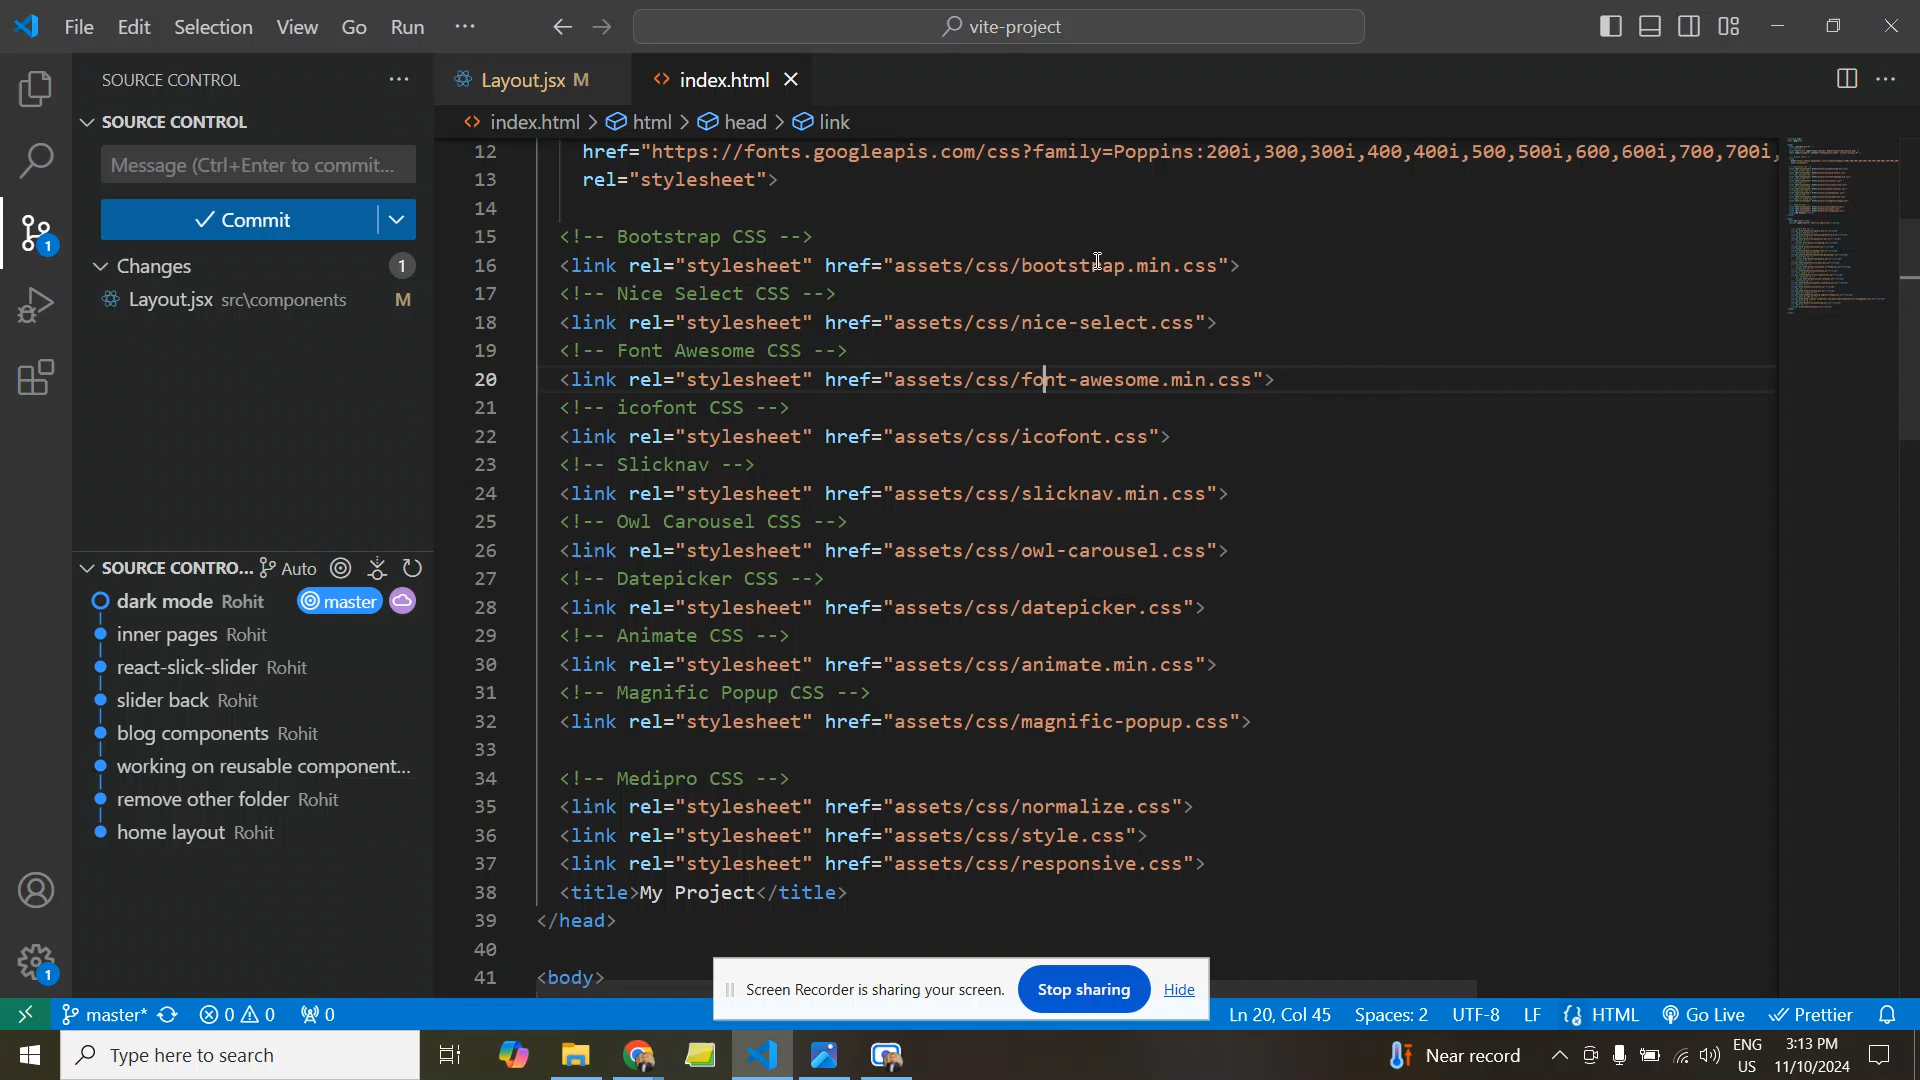 File Edit Selection View Go Run ··· vite-project
SOURCE CONTROL ···
SOURCE CONTROL
Message (Ctrl+Enter to commit...
Commit
Changes 1
Layout.jsx src\components M
SOURCE CONTRO... Auto
dark mode Rohit master
inner pages Rohit
react-slick-slider Rohit
slider back Rohit
blog components Rohit
working on reusable component...
remove other folder Rohit
home layout Rohit
1
1
Layout.jsx M index.html
index.html > html > head > link
12 href="https://fonts.googleapis.com/css?family=Poppins:200i,300,300i,400,400i,500,500i,600,600i,700,700i,
13 rel="stylesheet">
14
15 <!-- Bootstrap CSS -->
16 <link rel="stylesheet" href="assets/css/bootstrap.min.css">
17 <!-- Nice Select CSS -->
18 <link rel="stylesheet" href="assets/css/nice-select.css">
19 <!-- Font Awesome CSS -->
20 <link rel="stylesheet" href="assets/css/font-awesome.min.css">
21 <!-- icofont CSS -->
22 <link rel="stylesheet" href="assets/css/icofont.css">
23 <!-- Slicknav -->
24 <link rel="stylesheet" href="assets/css/slicknav.min.css">
25 <!-- Owl Carousel CSS -->
26 <link rel="stylesheet" href="assets/css/owl-carousel.css">
27 <!-- Datepicker CSS -->
28 <link rel="stylesheet" href="assets/css/datepicker.css">
29 <!-- Animate CSS -->
30 <link rel="stylesheet" href="assets/css/animate.min.css">
31 <!-- Magnific Popup CSS -->
32 <link rel="stylesheet" href="assets/css/magnific-popup.css">
33
34 <!-- Medipro CSS -->
35 <link rel="stylesheet" href="assets/css/normalize.css">
36 <link rel="stylesheet" href="assets/css/style.css">
37 <link rel="stylesheet" href="assets/css/responsive.css">
38 <title>My Project</title>
39 </head>
40
41 <body>
Screen Recorder is sharing your screen. Stop sharing Hide
master* 0 0 0 Ln 20, Col 45 Spaces: 2 UTF-8 LF HTML Go Live Prettier
Type here to search Near record ENG US 3:13 PM 11/10/2024